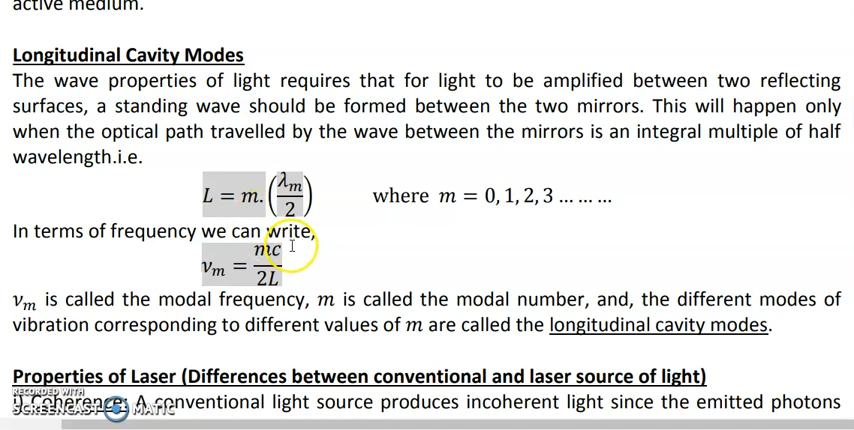 active medium.
Longitudinal Cavity Modes
The wave properties of light requires that for light to be amplified between two reflecting
surfaces, a standing wave should be formed between the two mirrors. This will happen only
when the optical path travelled by the wave between the mirrors is an integral multiple of half
wavelength.i.e.
L = m.(λₘ/2) where m = 0, 1, 2, 3 ... ... ...
In terms of frequency we can write,
νₘ = mc/2L
νₘ is called the modal frequency, m is called the modal number, and, the different modes of
vibration corresponding to different values of m are called the longitudinal cavity modes.
Properties of Laser (Differences between conventional and laser source of light)
i) Coherence: A conventional light source produces incoherent light since the emitted photons
RECORDED WITH
SCREENCAST MATIC